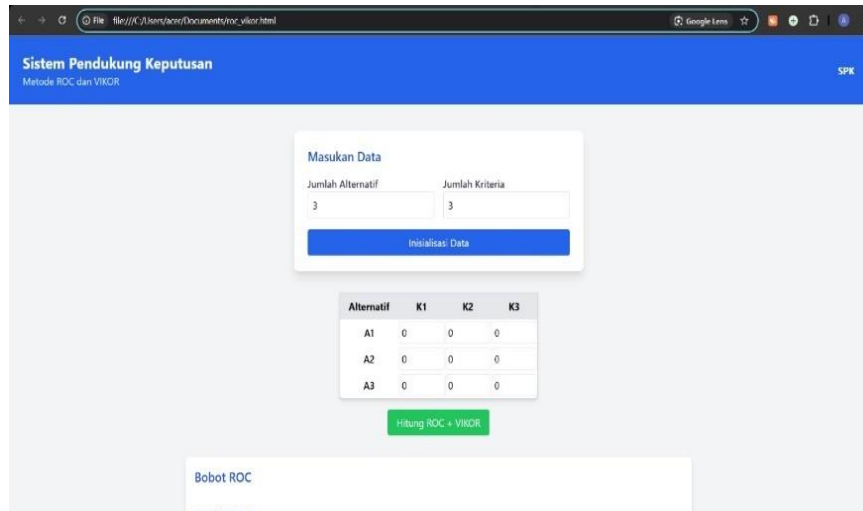 File file:///C:/Users/acer/Documents/roc_vikor.html Google Lens
Sistem Pendukung Keputusan
Metode ROC dan VIKOR
SPK
Masukan Data
Jumlah Alternatif Jumlah Kriteria
3 3
Inisialisasi Data
Alternatif K1 K2 K3
A1 0 0 0
A2 0 0 0
A3 0 0 0
Hitung ROC + VIKOR
Bobot ROC